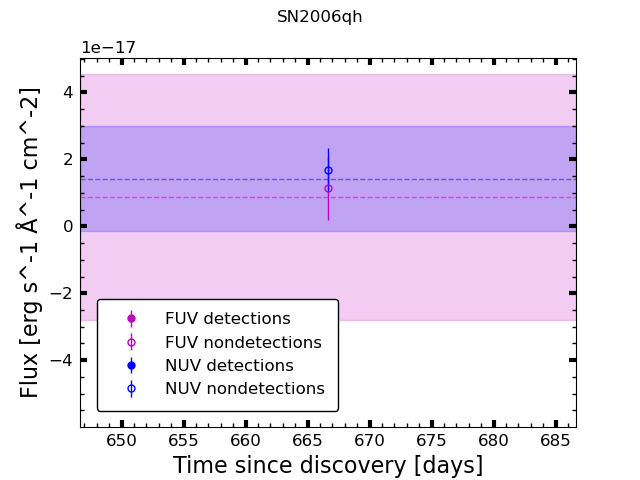 SN2006qh
1e−17
4
2
0
−2
−4
Flux [erg s^-1 Å^-1 cm^-2]
FUV detections
FUV nondetections
NUV detections
NUV nondetections
650 655 660 665 670 675 680 685
Time since discovery [days]